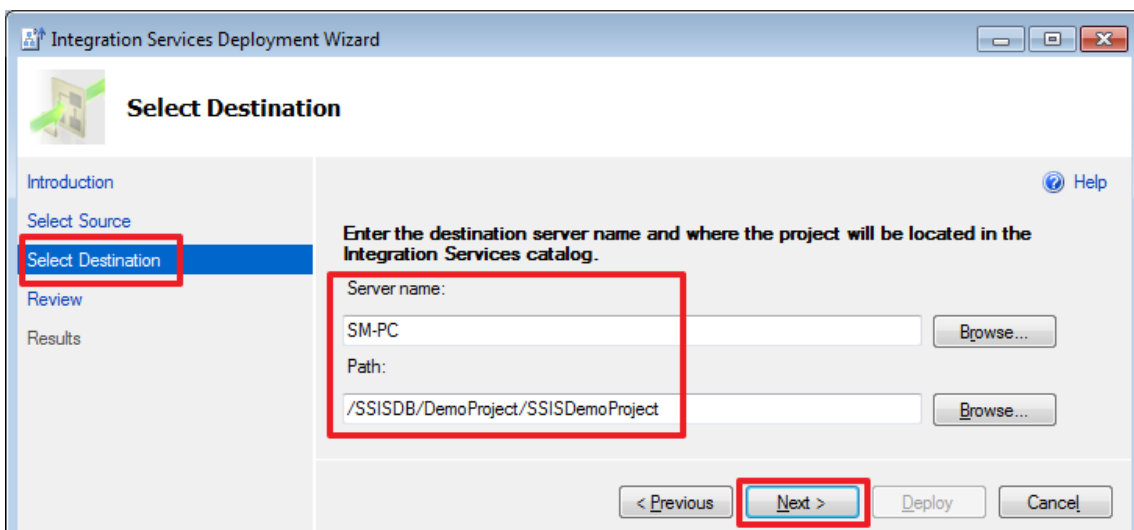 Integration Services Deployment Wizard
Select Destination
Introduction
Select Source
Select Destination
Review
Results
Help
Enter the destination server name and where the project will be located in the
Integration Services catalog.
Server name:
SM-PC
Browse...
Path:
/SSISDB/DemoProject/SSISDemoProject
Browse...
< Previous
Next >
Deploy
Cancel